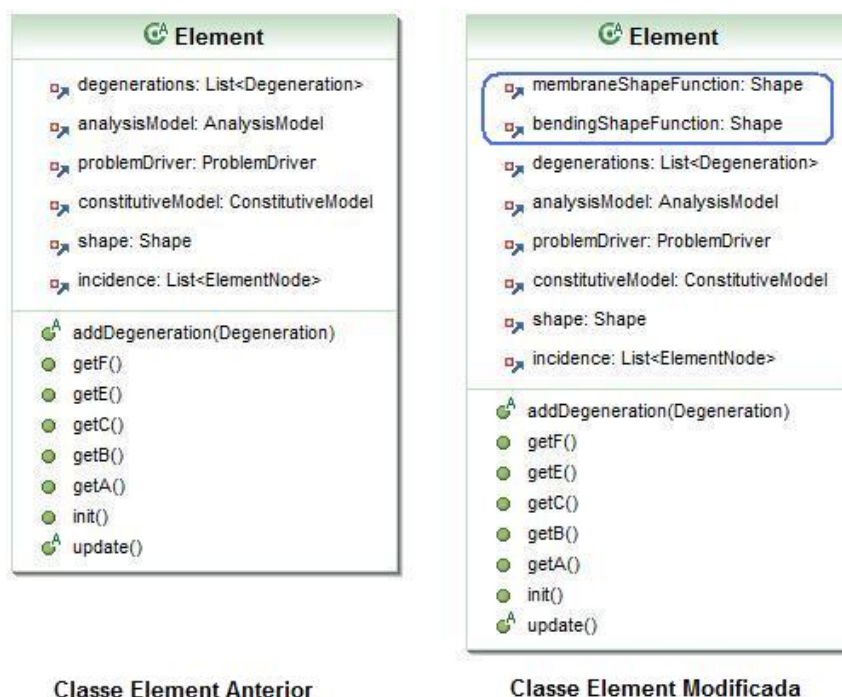 Element
degenerations: List<Degeneration>
analysisModel: AnalysisModel
problemDriver: ProblemDriver
constitutiveModel: ConstitutiveModel
shape: Shape
incidence: List<ElementNode>
addDegeneration(Degeneration)
getF()
getE()
getC()
getB()
getA()
init()
update()
Classe Element Anterior
Element
membraneShapeFunction: Shape
bendingShapeFunction: Shape
degenerations: List<Degeneration>
analysisModel: AnalysisModel
problemDriver: ProblemDriver
constitutiveModel: ConstitutiveModel
shape: Shape
incidence: List<ElementNode>
addDegeneration(Degeneration)
getF()
getE()
getC()
getB()
getA()
init()
update()
Classe Element Modificada